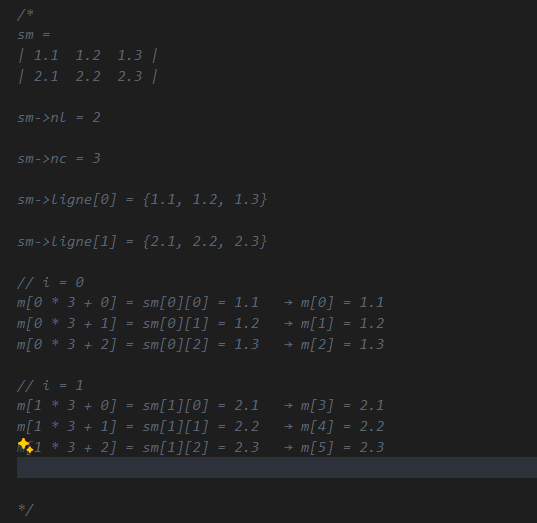 /*
sm =
| 1.1  1.2  1.3 |
| 2.1  2.2  2.3 |
sm->nl = 2
sm->nc = 3
sm->ligne[0] = {1.1, 1.2, 1.3}
sm->ligne[1] = {2.1, 2.2, 2.3}
// i = 0
m[0 * 3 + 0] = sm[0][0] = 1.1   → m[0] = 1.1
m[0 * 3 + 1] = sm[0][1] = 1.2   → m[1] = 1.2
m[0 * 3 + 2] = sm[0][2] = 1.3   → m[2] = 1.3
// i = 1
m[1 * 3 + 0] = sm[1][0] = 2.1   → m[3] = 2.1
m[1 * 3 + 1] = sm[1][1] = 2.2   → m[4] = 2.2
m[1 * 3 + 2] = sm[1][2] = 2.3   → m[5] = 2.3
*/